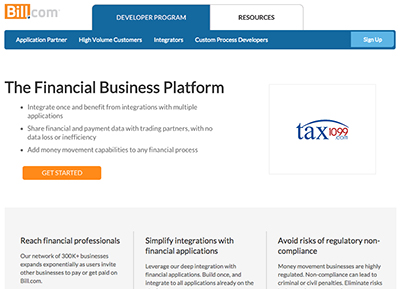 Bill.com
DEVELOPER PROGRAM
RESOURCES
Application Partner
High Volume Customers
Integrators
Custom Process Developers
Sign Up
The Financial Business Platform
• Integrate once and benefit from integrations with multiple
applications
• Share financial and payment data with trading partners, with no
data loss or inefficiency
• Add money movement capabilities to any financial process
GET STARTED
tax1099
.com
Reach financial professionals
Our network of 300K+ businesses
expands exponentially as users invite
other businesses to pay or get paid on
Bill.com.
Simplify integrations with
financial applications
Leverage our deep integration with
financial applications. Build once, and
integrate to all applications already on the
Avoid risks of regulatory non-
compliance
Money movement businesses are highly
regulated. Non-compliance can lead to
criminal or civil penalties. Eliminate risks